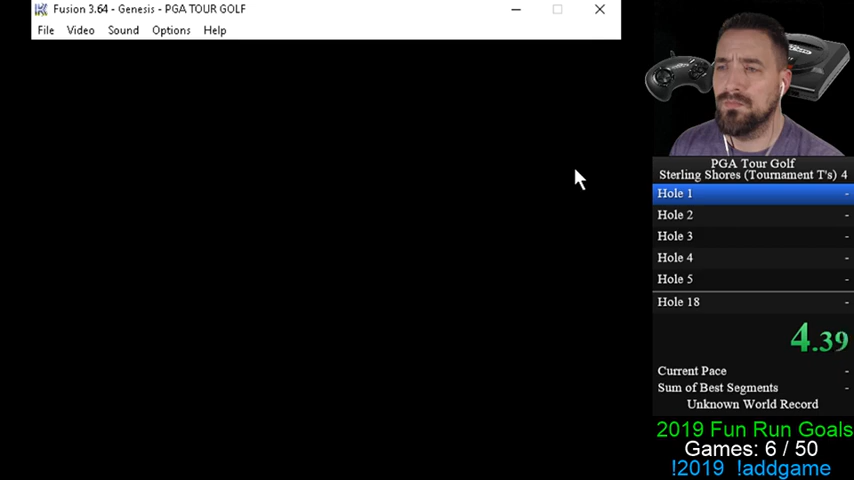 Fusion 3.64 - Genesis - PGA TOUR GOLF
File Video Sound Options Help
PGA Tour Golf
Sterling Shores (Tournament T's) 4
Hole 1 -
Hole 2 -
Hole 3 -
Hole 4 -
Hole 5 -
Hole 18 -
4.39
Current Pace -
Sum of Best Segments -
Unknown World Record
2019 Fun Run Goals
Games: 6 / 50
!2019 !addgame